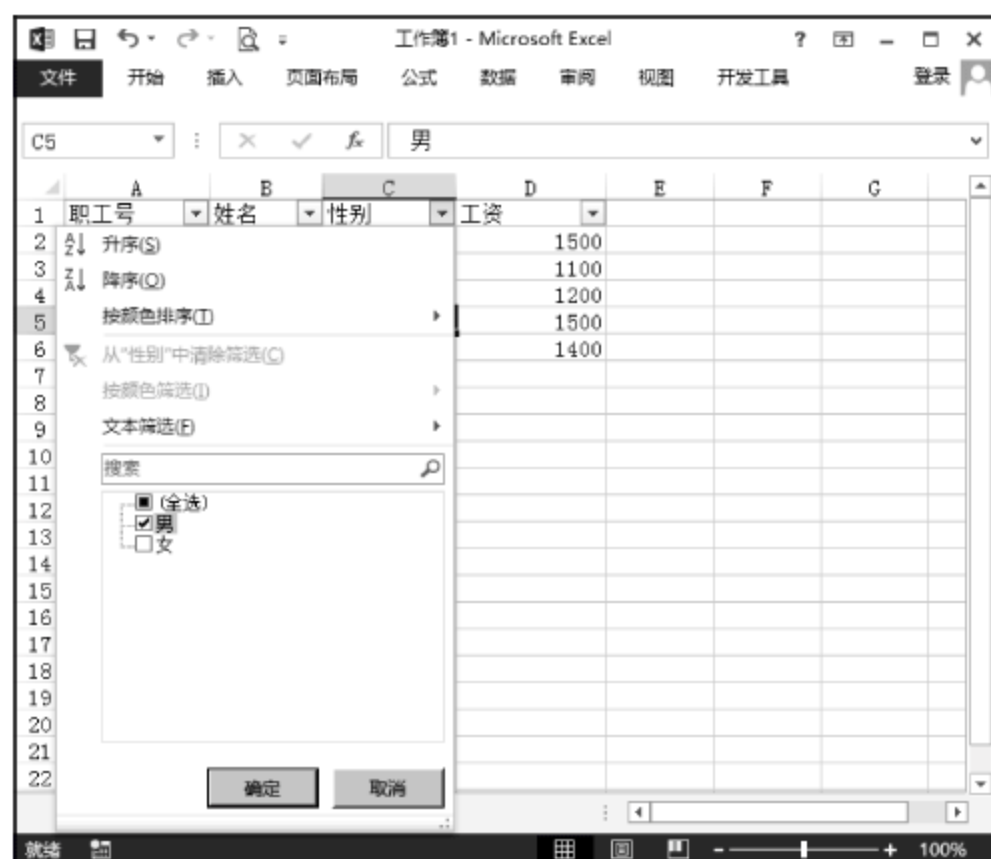 工作簿1 - Microsoft Excel ?
文件 开始 插入 页面布局 公式 数据 审阅 视图 开发工具 登录
C5 fx 男
A B C D E F G
1 职工号 姓名 性别 工资
2 升序(S) 1500
3 降序(O) 1100
4 1200
按颜色排序(T)
5 1500
6 从"性别"中清除筛选(C) 1400
7
按颜色筛选(I)
8
9 文本筛选(F)
10 搜索
11
12 (全选)
13 男
女
14
15
16
17
18
19
20
21
22 确定 取消
就绪 100%